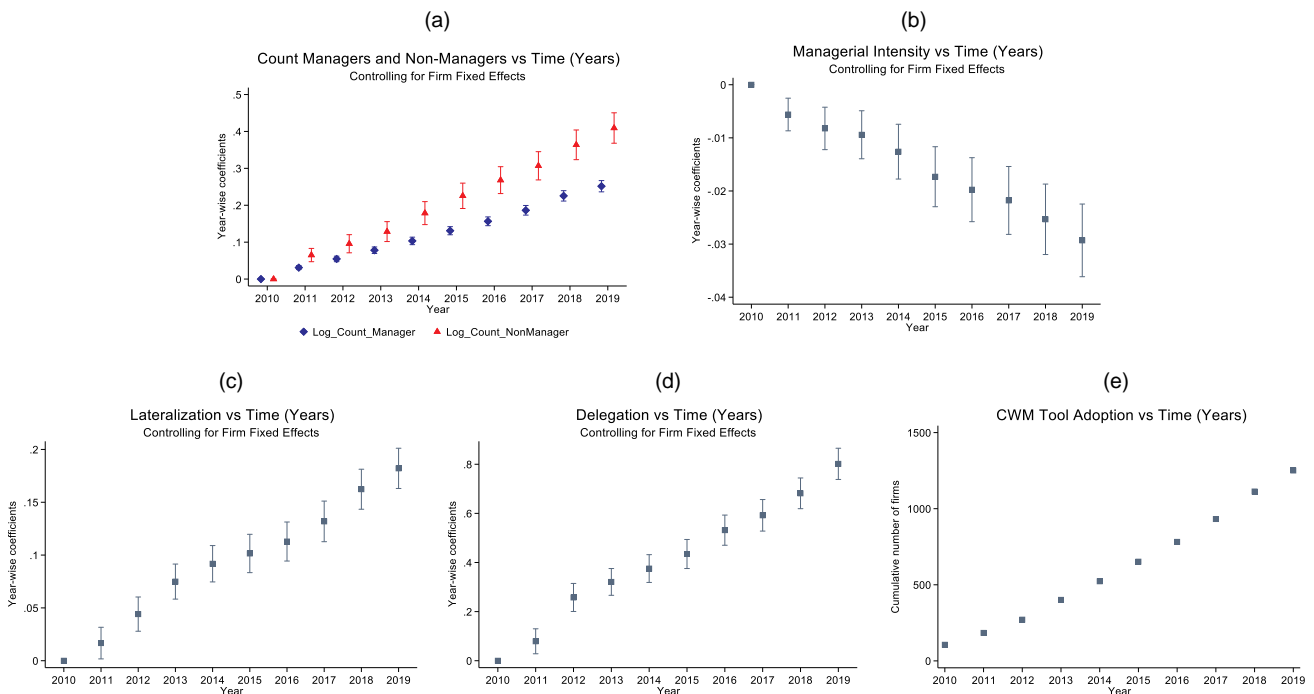 (a)
Count Managers and Non-Managers vs Time (Years)
Controlling for Firm Fixed Effects
Year-wise coefficients
.5
.4
.3
.2
.1
0
2010 2011 2012 2013 2014 2015 2016 2017 2018 2019
Year
Log_Count_Manager Log_Count_NonManager
(b)
Managerial Intensity vs Time (Years)
Controlling for Firm Fixed Effects
Year-wise coefficients
0
-.01
-.02
-.03
-.04
2010 2011 2012 2013 2014 2015 2016 2017 2018 2019
Year
(c)
Lateralization vs Time (Years)
Controlling for Firm Fixed Effects
Year-wise coefficients
.2
.15
.1
.05
0
2010 2011 2012 2013 2014 2015 2016 2017 2018 2019
Year
(d)
Delegation vs Time (Years)
Controlling for Firm Fixed Effects
Year-wise coefficients
.8
.6
.4
.2
0
2010 2011 2012 2013 2014 2015 2016 2017 2018 2019
Year
(e)
CWM Tool Adoption vs Time (Years)
Cumulative number of firms
1500
1000
500
0
2010 2011 2012 2013 2014 2015 2016 2017 2018 2019
Year